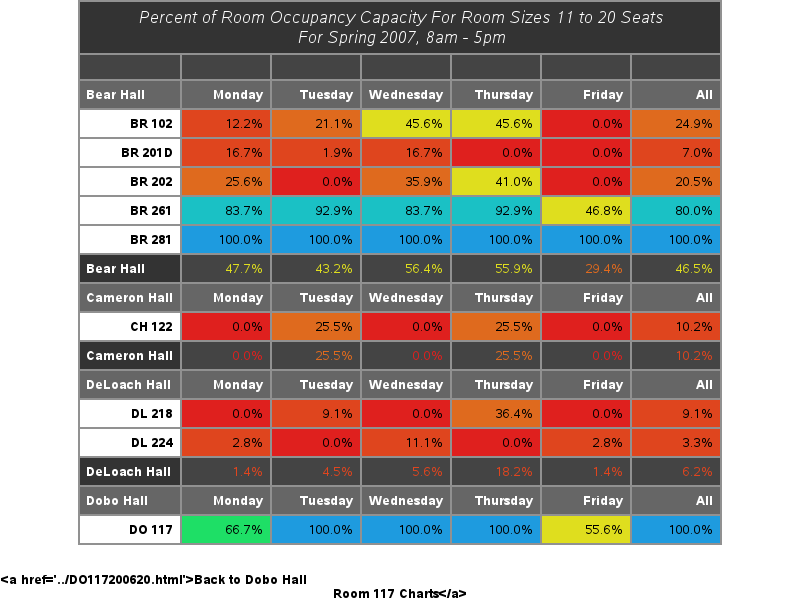 Percent of Room Occupancy Capacity For Room Sizes 11 to 20 Seats
For Spring 2007, 8am - 5pm
Bear Hall Monday Tuesday Wednesday Thursday Friday All
BR 102 12.2% 21.1% 45.6% 45.6% 0.0% 24.9%
BR 201D 16.7% 1.9% 16.7% 0.0% 0.0% 7.0%
BR 202 25.6% 0.0% 35.9% 41.0% 0.0% 20.5%
BR 261 83.7% 92.9% 83.7% 92.9% 46.8% 80.0%
BR 281 100.0% 100.0% 100.0% 100.0% 100.0% 100.0%
Bear Hall 47.7% 43.2% 56.4% 55.9% 29.4% 46.5%
Cameron Hall Monday Tuesday Wednesday Thursday Friday All
CH 122 0.0% 25.5% 0.0% 25.5% 0.0% 10.2%
Cameron Hall 0.0% 25.5% 0.0% 25.5% 0.0% 10.2%
DeLoach Hall Monday Tuesday Wednesday Thursday Friday All
DL 218 0.0% 9.1% 0.0% 36.4% 0.0% 9.1%
DL 224 2.8% 0.0% 11.1% 0.0% 2.8% 3.3%
DeLoach Hall 1.4% 4.5% 5.6% 18.2% 1.4% 6.2%
Dobo Hall Monday Tuesday Wednesday Thursday Friday All
DO 117 66.7% 100.0% 100.0% 100.0% 55.6% 100.0%
&lt;a href='../DO117200620.html'&gt;Back to Dobo Hall
Room 117 Charts&lt;/a&gt;